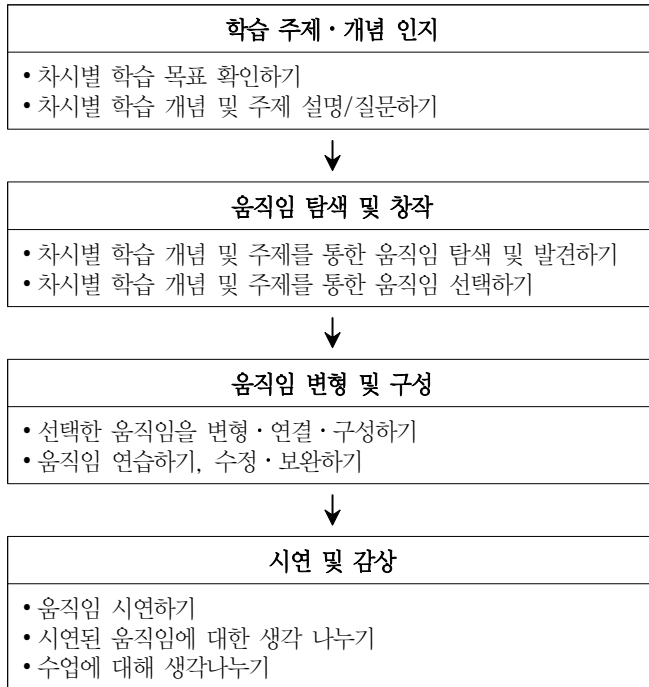 학습 주제·개념 인지
• 차시별 학습 목표 확인하기
• 차시별 학습 개념 및 주제 설명/질문하기
↓
움직임 탐색 및 창작
• 차시별 학습 개념 및 주제를 통한 움직임 탐색 및 발견하기
• 차시별 학습 개념 및 주제를 통한 움직임 선택하기
↓
움직임 변형 및 구성
• 선택한 움직임을 변형·연결·구성하기
• 움직임 연습하기, 수정·보완하기
↓
시연 및 감상
• 움직임 시연하기
• 시연된 움직임에 대한 생각 나누기
• 수업에 대해 생각나누기